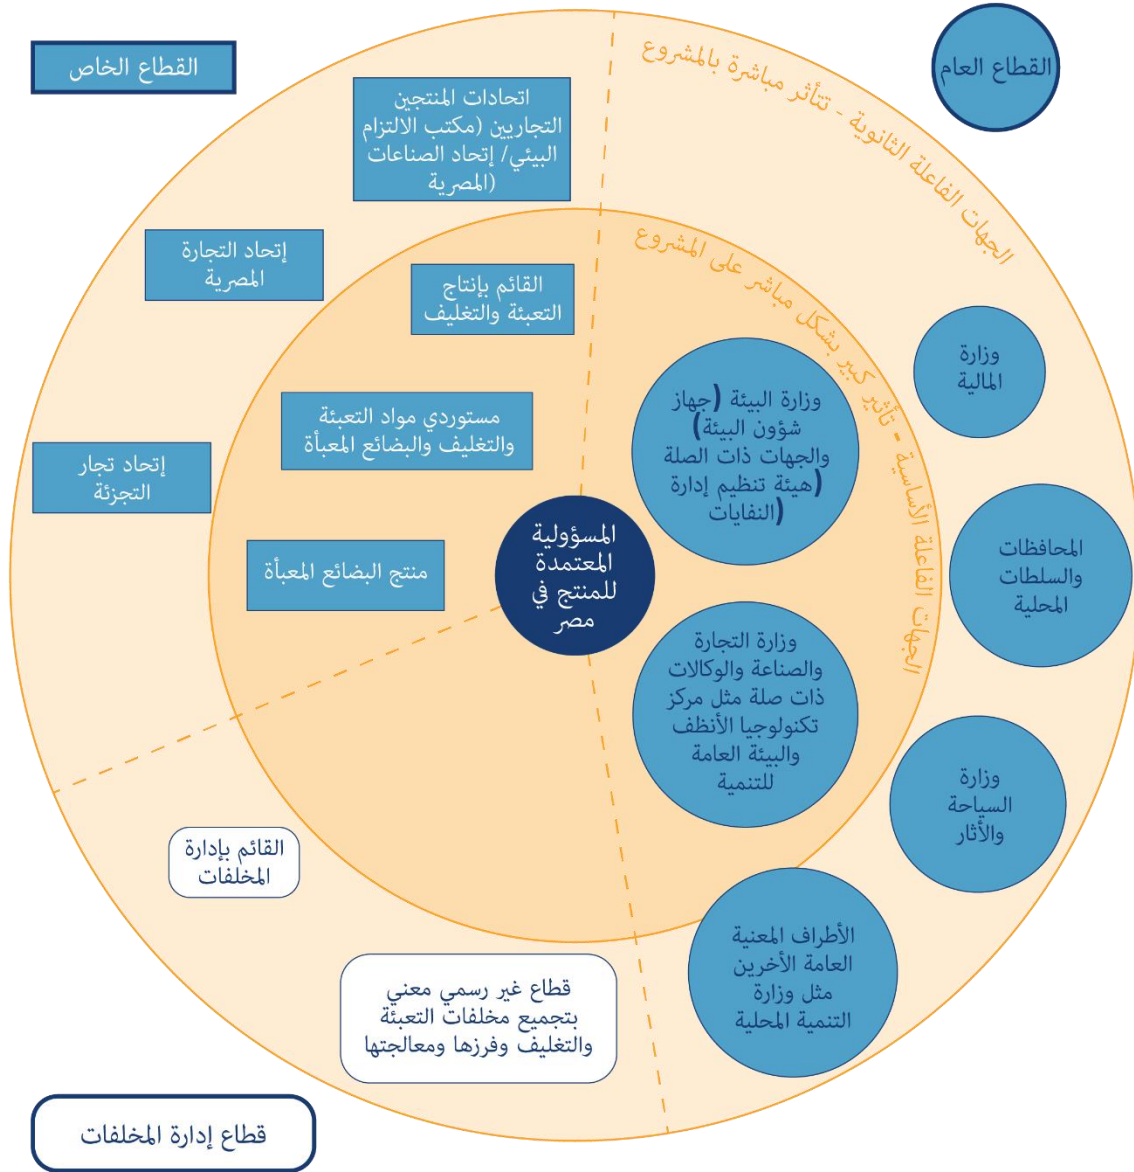 القطاع العام
القطاع الخاص
الجهات الفاعلة الثانوية - تتأثر مباشرة بالمشروع
اتحادات المنتجين
التجاريين (مكتب الالتزام
البيئي/ إتحاد الصناعات
المصرية)
إتحاد التجارة
المصرية
إتحاد تجار
التجزئة
الجهات الفاعلة الأساسية - تأثير كبير بشكل مباشر على المشروع
القائم بإنتاج
التعبئة والتغليف
مستوردي مواد التعبئة
والتغليف والبضائع المعبأة
منتج البضائع المعبأة
وزارة البيئة (جهاز
شؤون البيئة)
والجهات ذات الصلة
(هيئة تنظيم إدارة
النفايات)
وزارة التجارة
والصناعة والوكالات
ذات صلة مثل مركز
تكنولوجيا الأنظف
والبيئة العامة
للتنمية
المسؤولية
المعتمدة
للمنتج في
مصر
وزارة
المالية
المحافظات
والسلطات
المحلية
وزارة
السياحة
والأثار
الأطراف المعنية
العامة الأخرين
مثل وزارة
التنمية المحلية
القائم بإدارة
المخلفات
قطاع غير رسمي معني
بتجميع مخلفات التعبئة
والتغليف وفرزها ومعالجتها
قطاع إدارة المخلفات